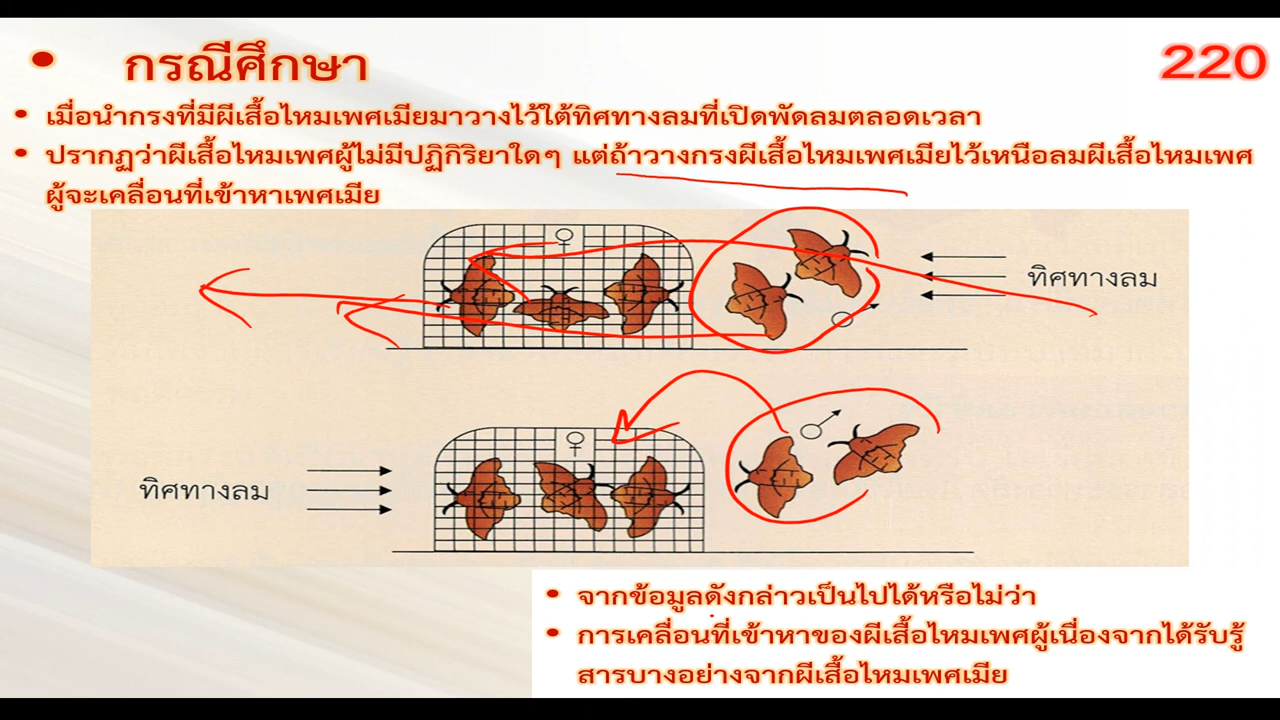 • กรณีศึกษา
220
• เมื่อนำกรงที่มีผีเสื้อไหมเพศเมียมาวางไว้ใต้ทิศทางลมที่เปิดพัดลมตลอดเวลา
• ปรากฏว่าผีเสื้อไหมเพศผู้ไม่มีปฏิกิริยาใดๆ แต่ถ้าวางกรงผีเสื้อไหมเพศเมียไว้เหนือลมผีเสื้อไหมเพศ
ผู้จะเคลื่อนที่เข้าหาเพศเมีย
♀
ทิศทางลม
♂
♀
♂
ทิศทางลม
• จากข้อมูลดังกล่าวเป็นไปได้หรือไม่ว่า
• การเคลื่อนที่เข้าหาของผีเสื้อไหมเพศผู้เนื่องจากได้รับรู้
สารบางอย่างจากผีเสื้อไหมเพศเมีย